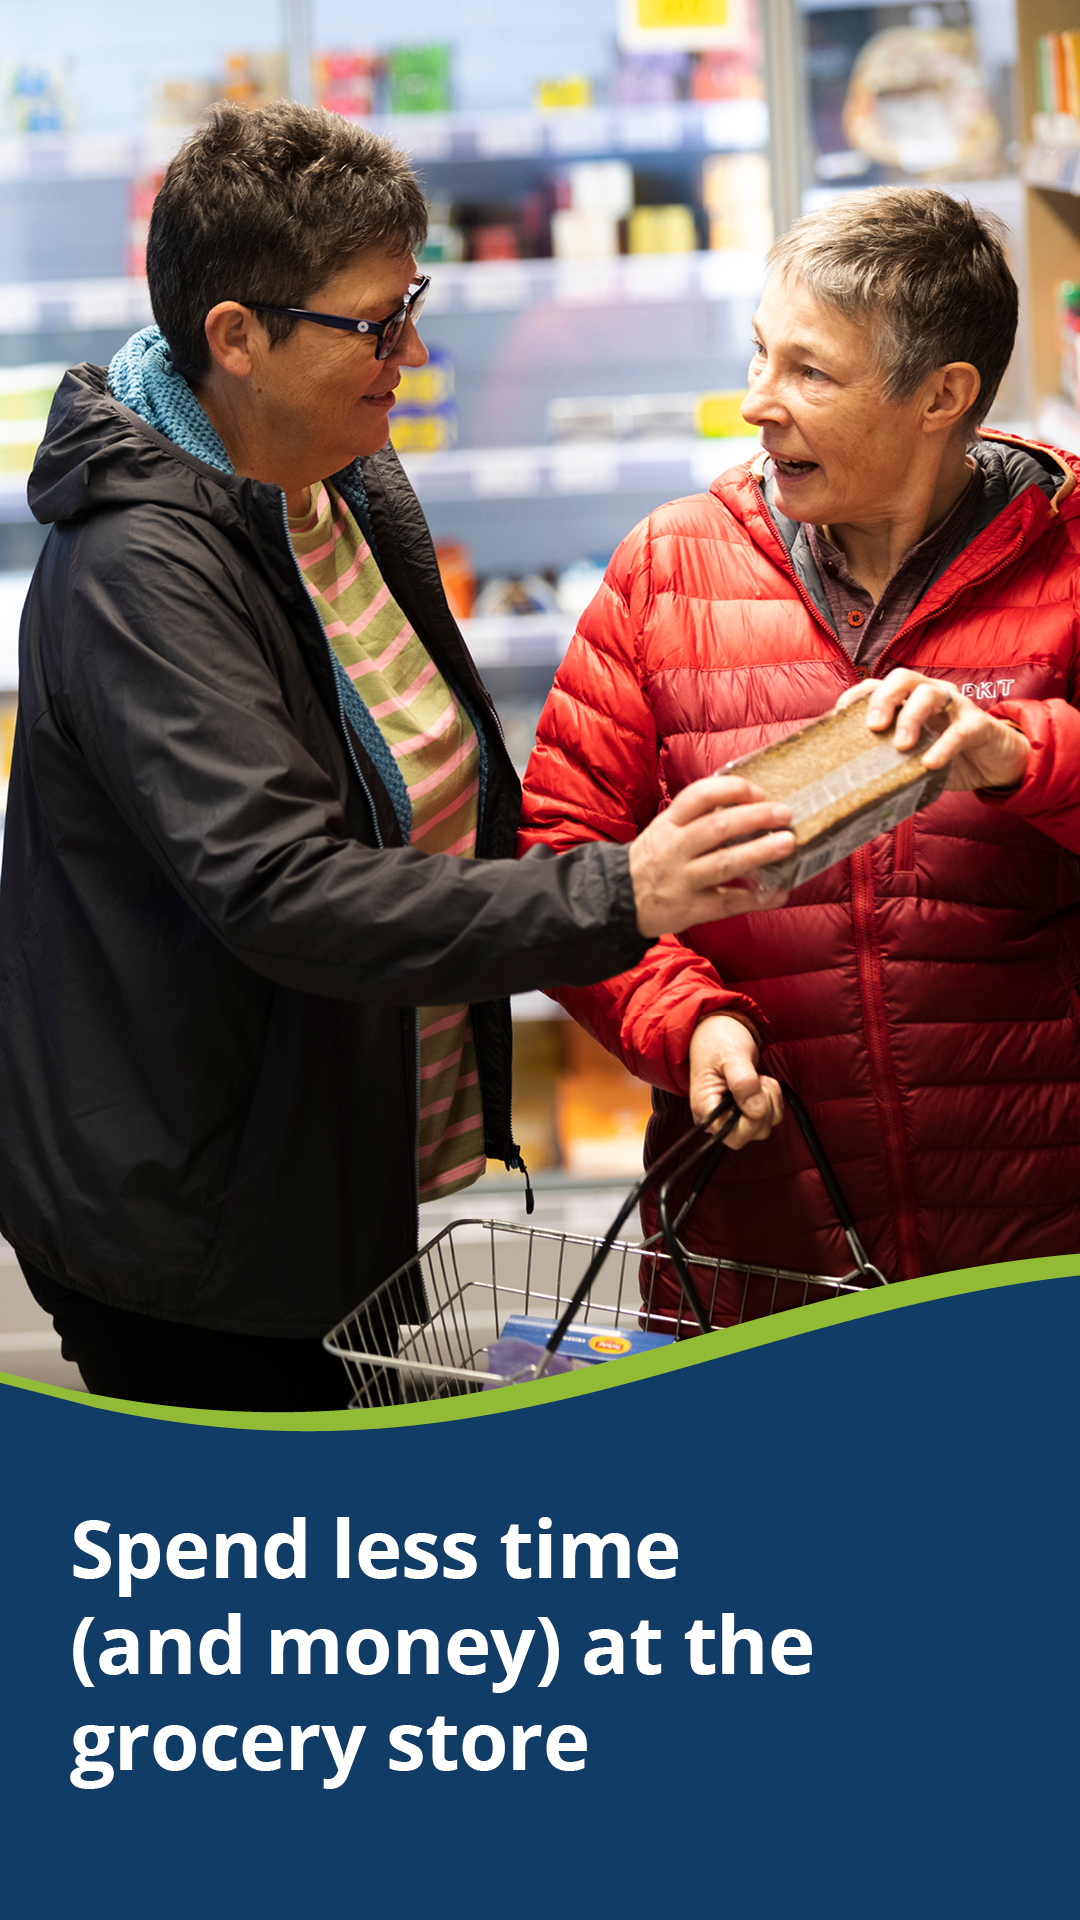 Spend less time
(and money) at the
grocery store